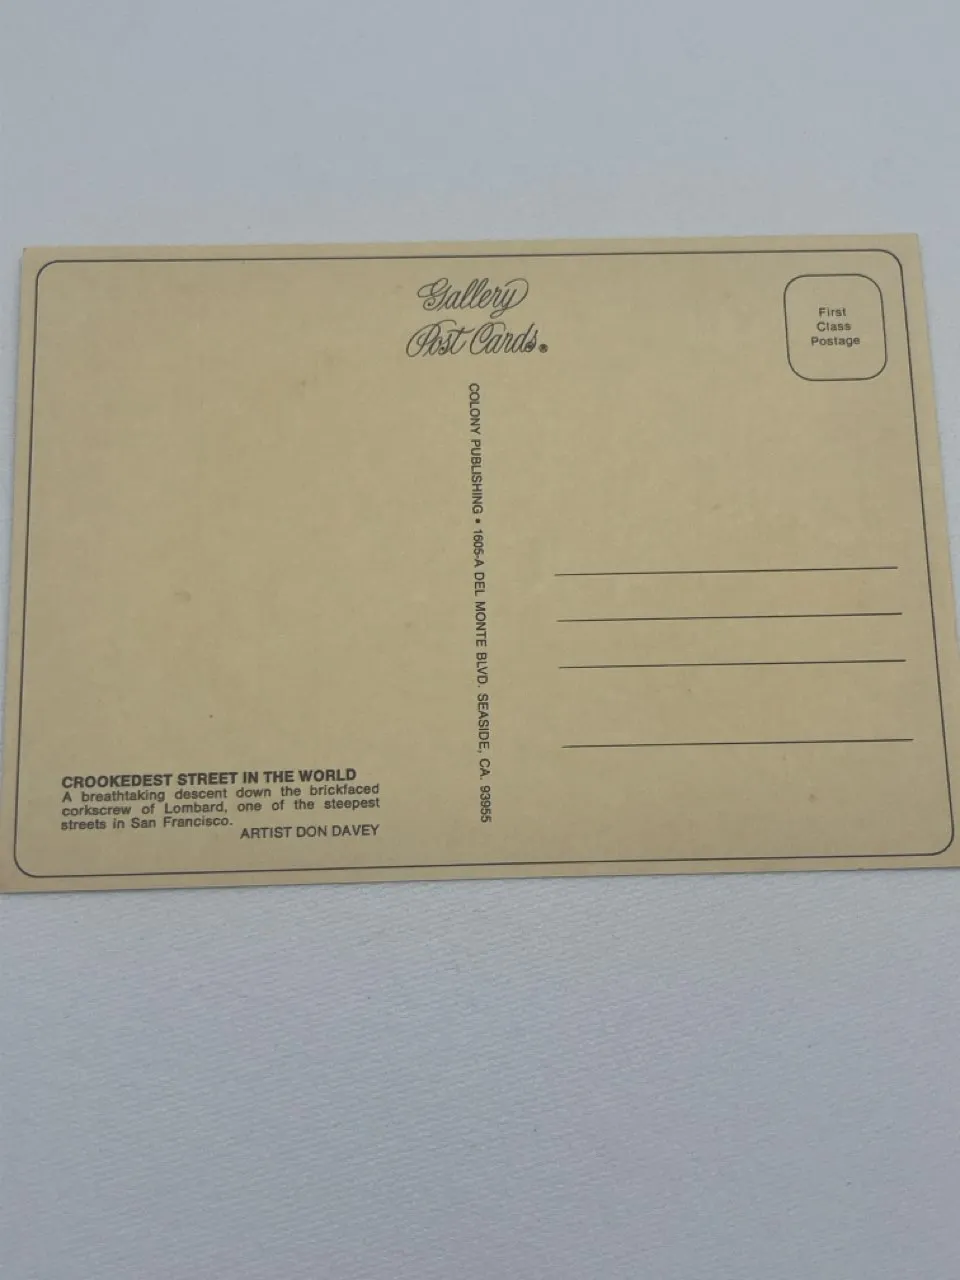 Gallery
Post Cards®
First
Class
Postage
COLONY PUBLISHING • 1605-A DEL MONTE BLVD. SEASIDE, CA. 93955
CROOKEDEST STREET IN THE WORLD
A breathtaking descent down the brickfaced
corkscrew of Lombard, one of the steepest
streets in San Francisco.
ARTIST DON DAVEY